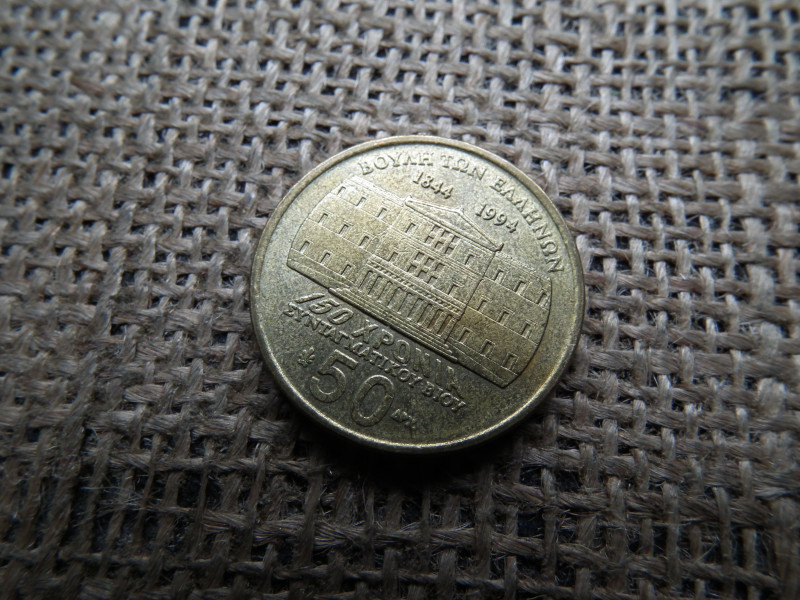 ΒΟΥΛΗ ΤΩΝ ΕΛΛΗΝΩΝ
1844 1994
150 ΧΡΟΝΙΑ
ΣΥΝΤΑΓΜΑΤΙΚΟΥ ΒΙΟΥ
50 ΔΡΧ.